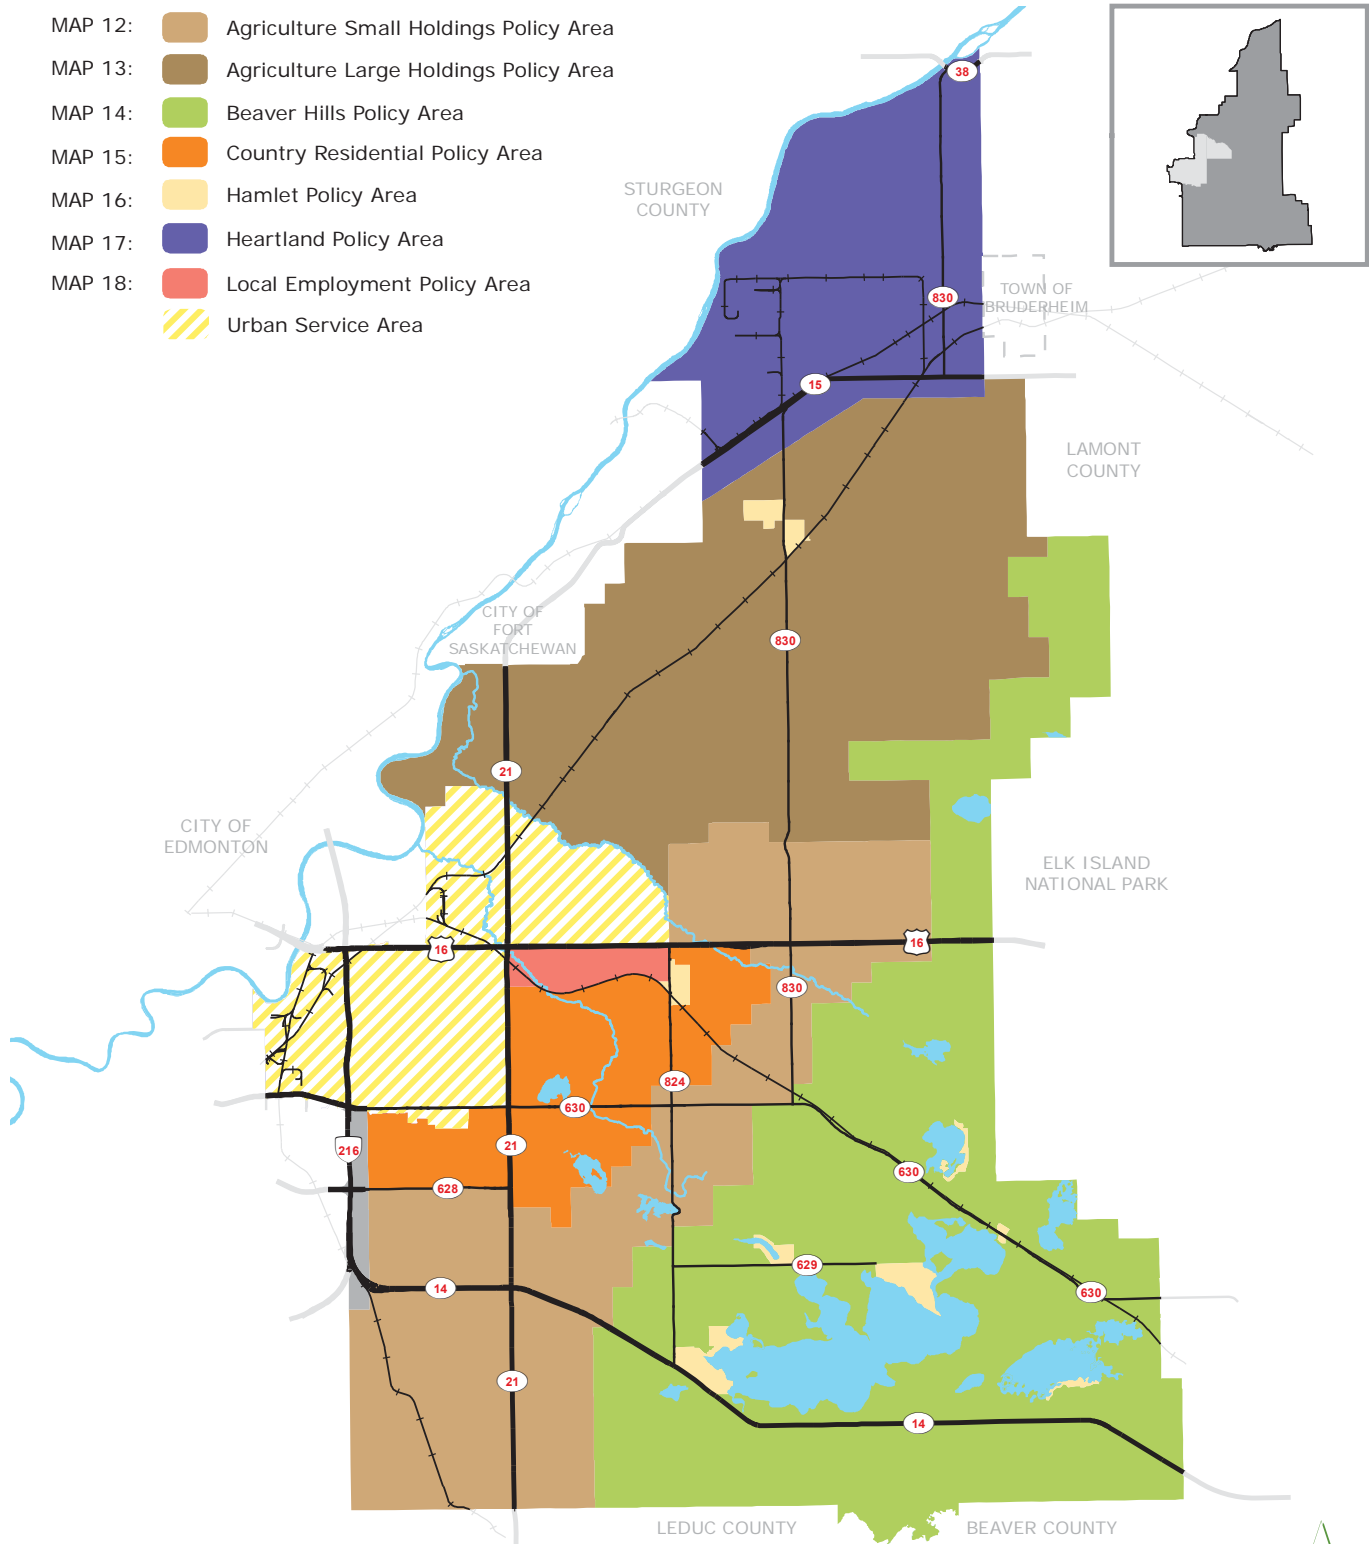 MAP 12: Agriculture Small Holdings Policy Area
MAP 13: Agriculture Large Holdings Policy Area
MAP 14: Beaver Hills Policy Area
MAP 15: Country Residential Policy Area
MAP 16: Hamlet Policy Area
MAP 17: Heartland Policy Area
MAP 18: Local Employment Policy Area
Urban Service Area
38
STURGEON
COUNTY
830
TOWN OF
BRUDERHEIM
15
LAMONT
COUNTY
CITY OF
FORT
SASKATCHEWAN
830
21
CITY OF
EDMONTON
ELK ISLAND
NATIONAL PARK
16
16
830
824
630
216
21
630
628
629
14
630
21
14
LEDUC COUNTY
BEAVER COUNTY